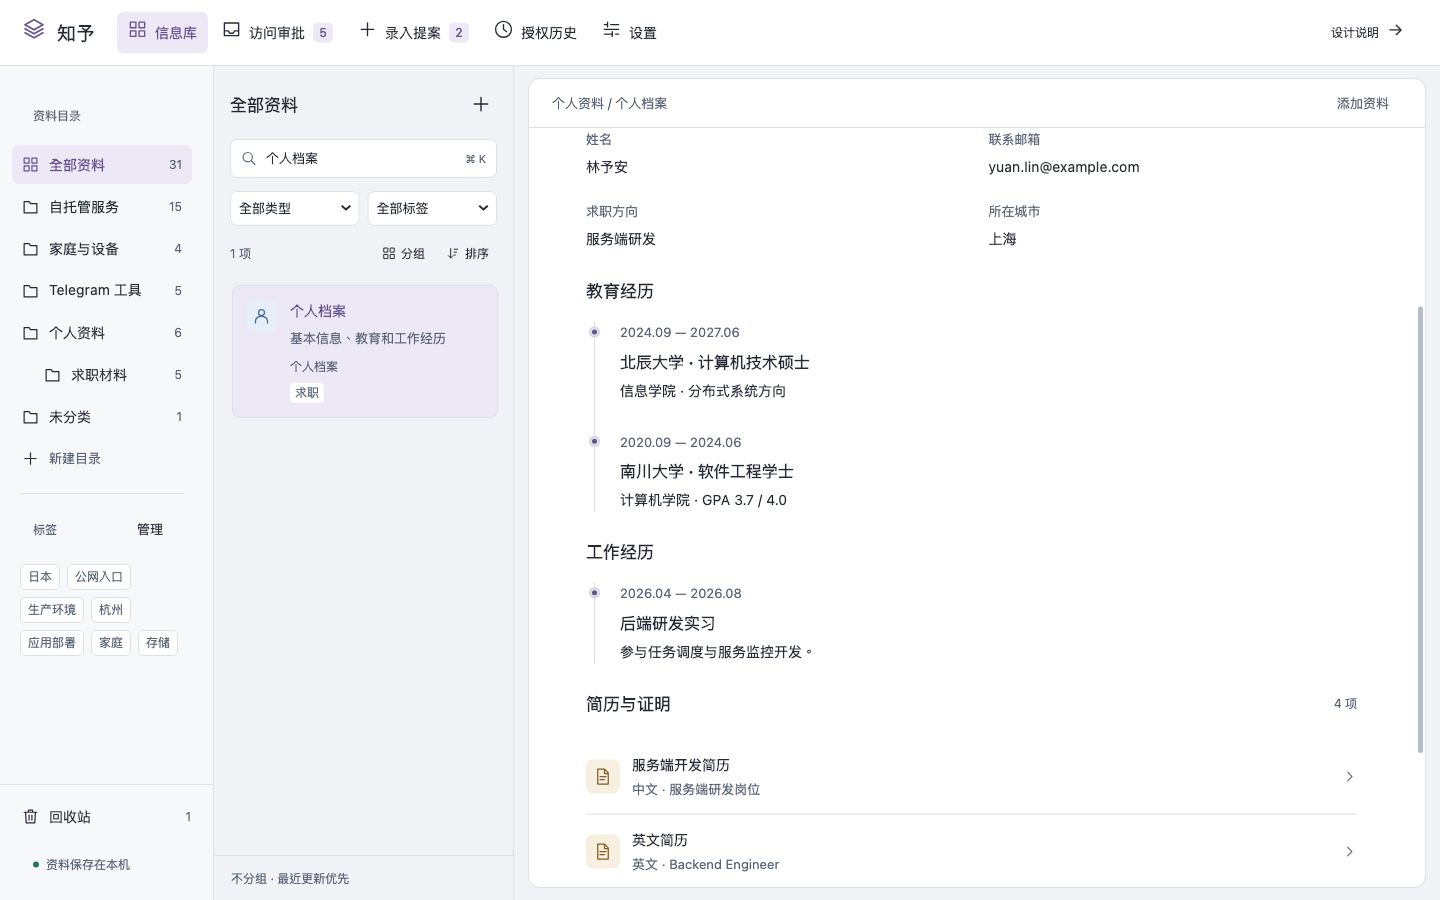 知予
信息库
访问审批 5
录入提案 2
授权历史
设置
设计说明
资料目录
全部资料 31
自托管服务 15
家庭与设备 4
Telegram 工具 5
个人资料 6
求职材料 5
未分类 1
新建目录
标签 管理
日本 公网入口
生产环境 杭州
应用部署 家庭 存储
回收站 1
资料保存在本机
全部资料
个人档案 ⌘ K
全部类型 全部标签
1 项 分组 排序
个人档案
基本信息、教育和工作经历
个人档案
求职
不分组 · 最近更新优先
个人资料 / 个人档案 添加资料
姓名 联系邮箱
林予安 yuan.lin@example.com
求职方向 所在城市
服务端研发 上海
教育经历
2024.09 — 2027.06
北辰大学 · 计算机技术硕士
信息学院 · 分布式系统方向
2020.09 — 2024.06
南川大学 · 软件工程学士
计算机学院 · GPA 3.7 / 4.0
工作经历
2026.04 — 2026.08
后端研发实习
参与任务调度与服务监控开发。
简历与证明 4 项
服务端开发简历
中文 · 服务端研发岗位
英文简历
英文 · Backend Engineer